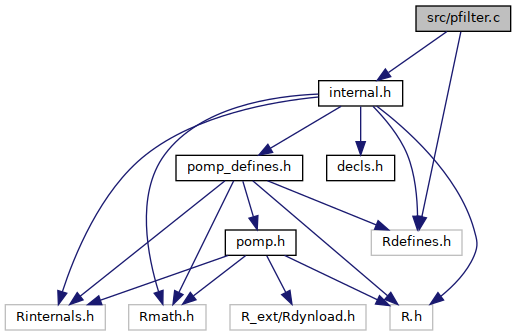 src/pfilter.c
internal.h
pomp_defines.h
decls.h
pomp.h
Rdefines.h
Rinternals.h
Rmath.h
R_ext/Rdynload.h
R.h